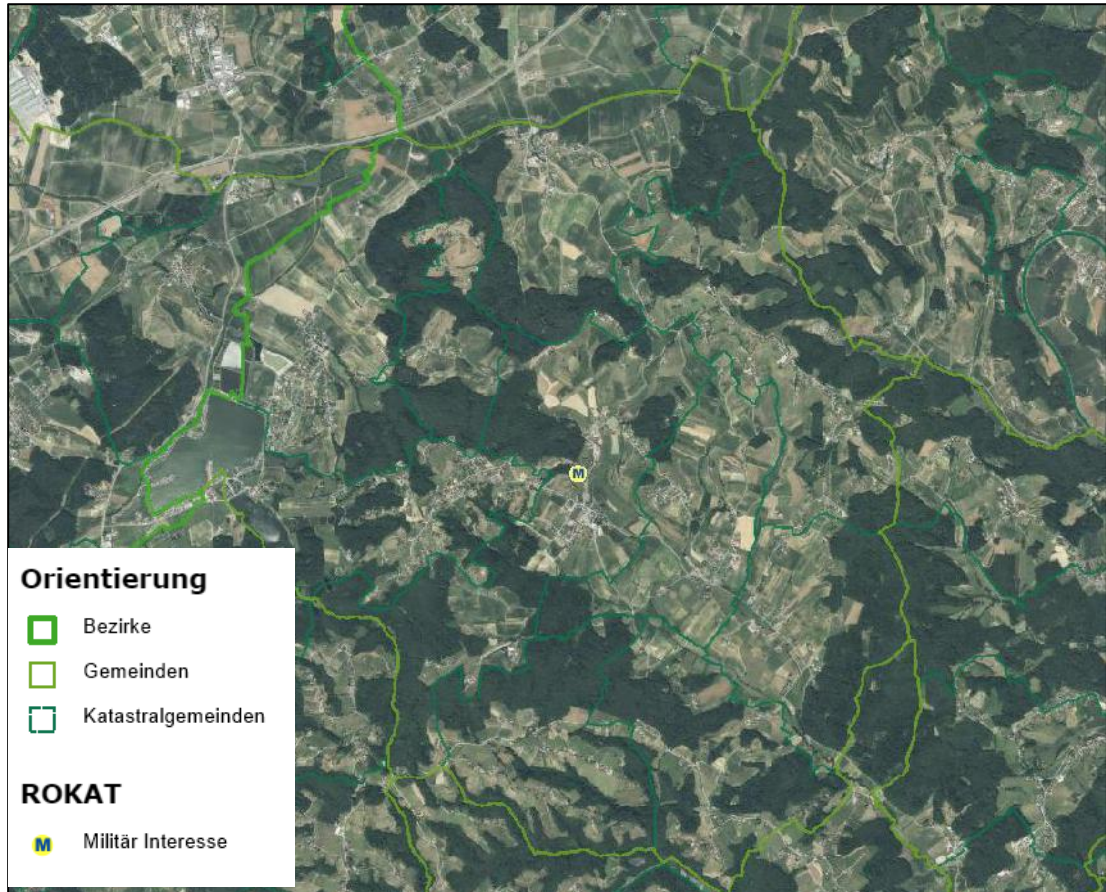 M
Orientierung
Bezirke
Gemeinden
Katastralgemeinden
ROKAT
M Militär Interesse